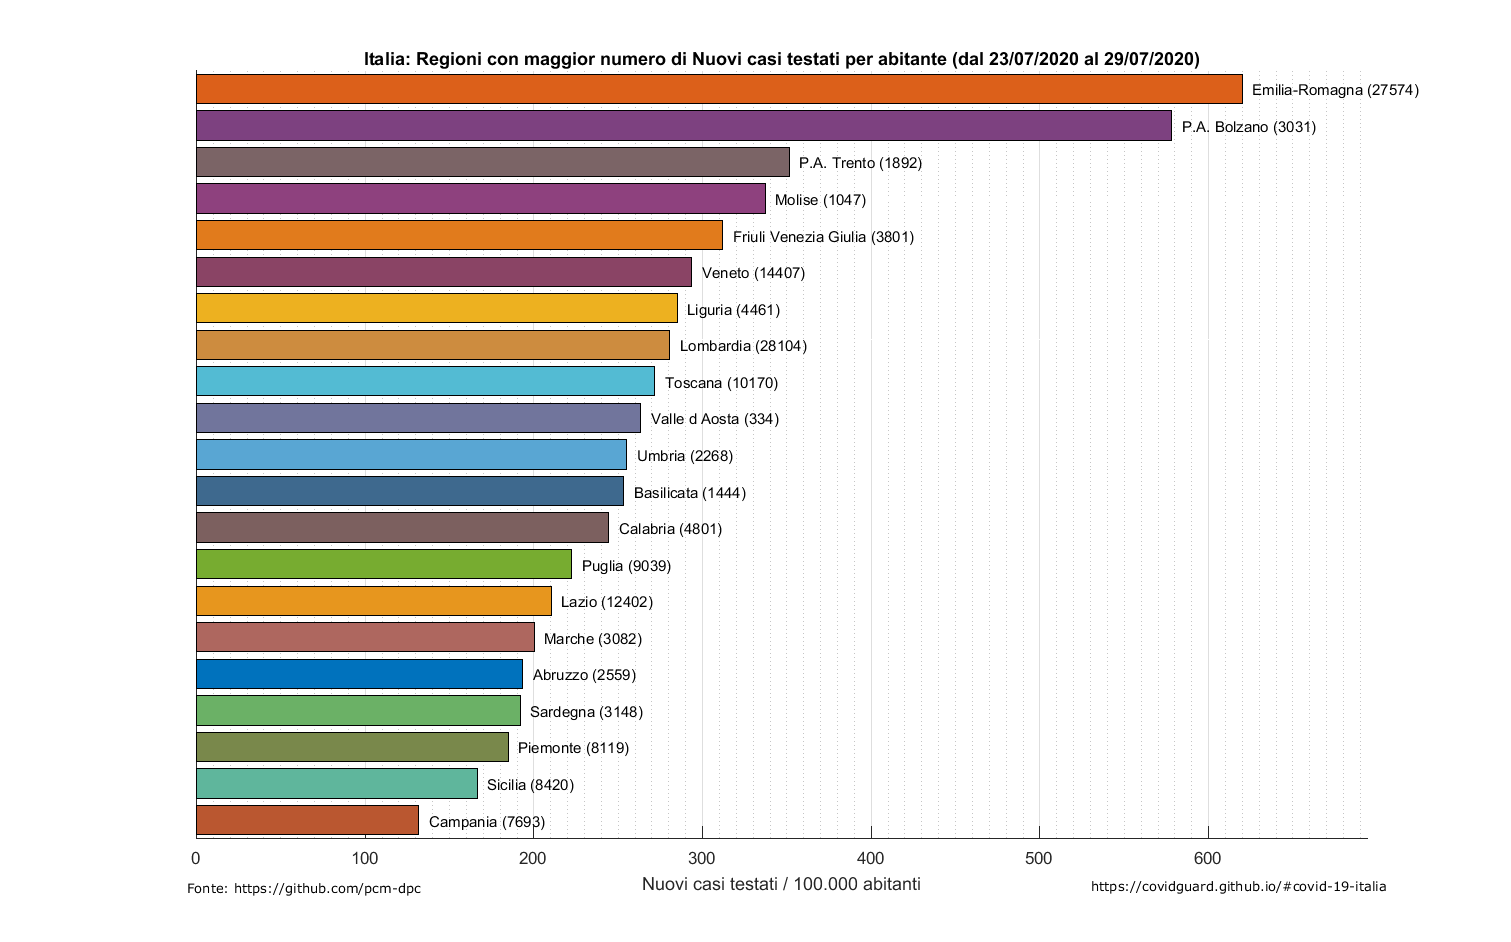 Italia: Regioni con maggior numero di Nuovi casi testati per abitante (dal 23/07/2020 al 29/07/2020)
Emilia-Romagna (27574)
P.A. Bolzano (3031)
P.A. Trento (1892)
Molise (1047)
Friuli Venezia Giulia (3801)
Veneto (14407)
Liguria (4461)
Lombardia (28104)
Toscana (10170)
Valle d Aosta (334)
Umbria (2268)
Basilicata (1444)
Calabria (4801)
Puglia (9039)
Lazio (12402)
Marche (3082)
Abruzzo (2559)
Sardegna (3148)
Piemonte (8119)
Sicilia (8420)
Campania (7693)
0 100 200 300 400 500 600
Nuovi casi testati / 100.000 abitanti
Fonte: https://github.com/pcm-dpc
https://covidguard.github.io/#covid-19-italia